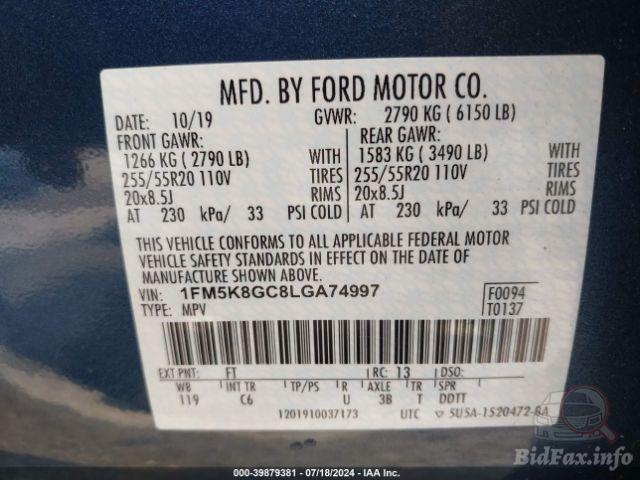 MFD. BY FORD MOTOR CO.
DATE: 10/19 GVWR: 2790 KG ( 6150 LB)
FRONT GAWR: REAR GAWR:
1266 KG ( 2790 LB) WITH 1583 KG ( 3490 LB) WITH
255/55R20 110V TIRES 255/55R20 110V TIRES
20x8.5J RIMS 20x8.5J RIMS
AT 230 kPa/ 33 PSI COLD AT 230 kPa/ 33 PSI COLD
THIS VEHICLE CONFORMS TO ALL APPLICABLE FEDERAL MOTOR
VEHICLE SAFETY STANDARDS IN EFFECT ON THE DATE OF
MANUFACTURE SHOWN ABOVE.
VIN: 1FM5K8GC8LGA74997 F0094
TYPE: MPV T0137
EXT PNT: FT RC: 13 DSO:
WB INT TR TP/PS R AXLE TR SPR
119 C6 U 3B T DDTT
1201910037173 UTC ▽ 5U5A-1520472-BA
000-39879381 - 07/18/2024 - IAA Inc.
BidFax.info